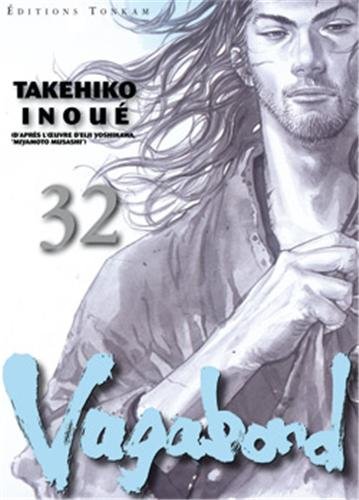 ÉDITIONS TONKAM
TAKEHIKO
INOUÉ
(D'APRÈS L'ŒUVRE D'EIJI YOSHIKAWA,
"MIYAMOTO MUSASHI")
32
Vagabond